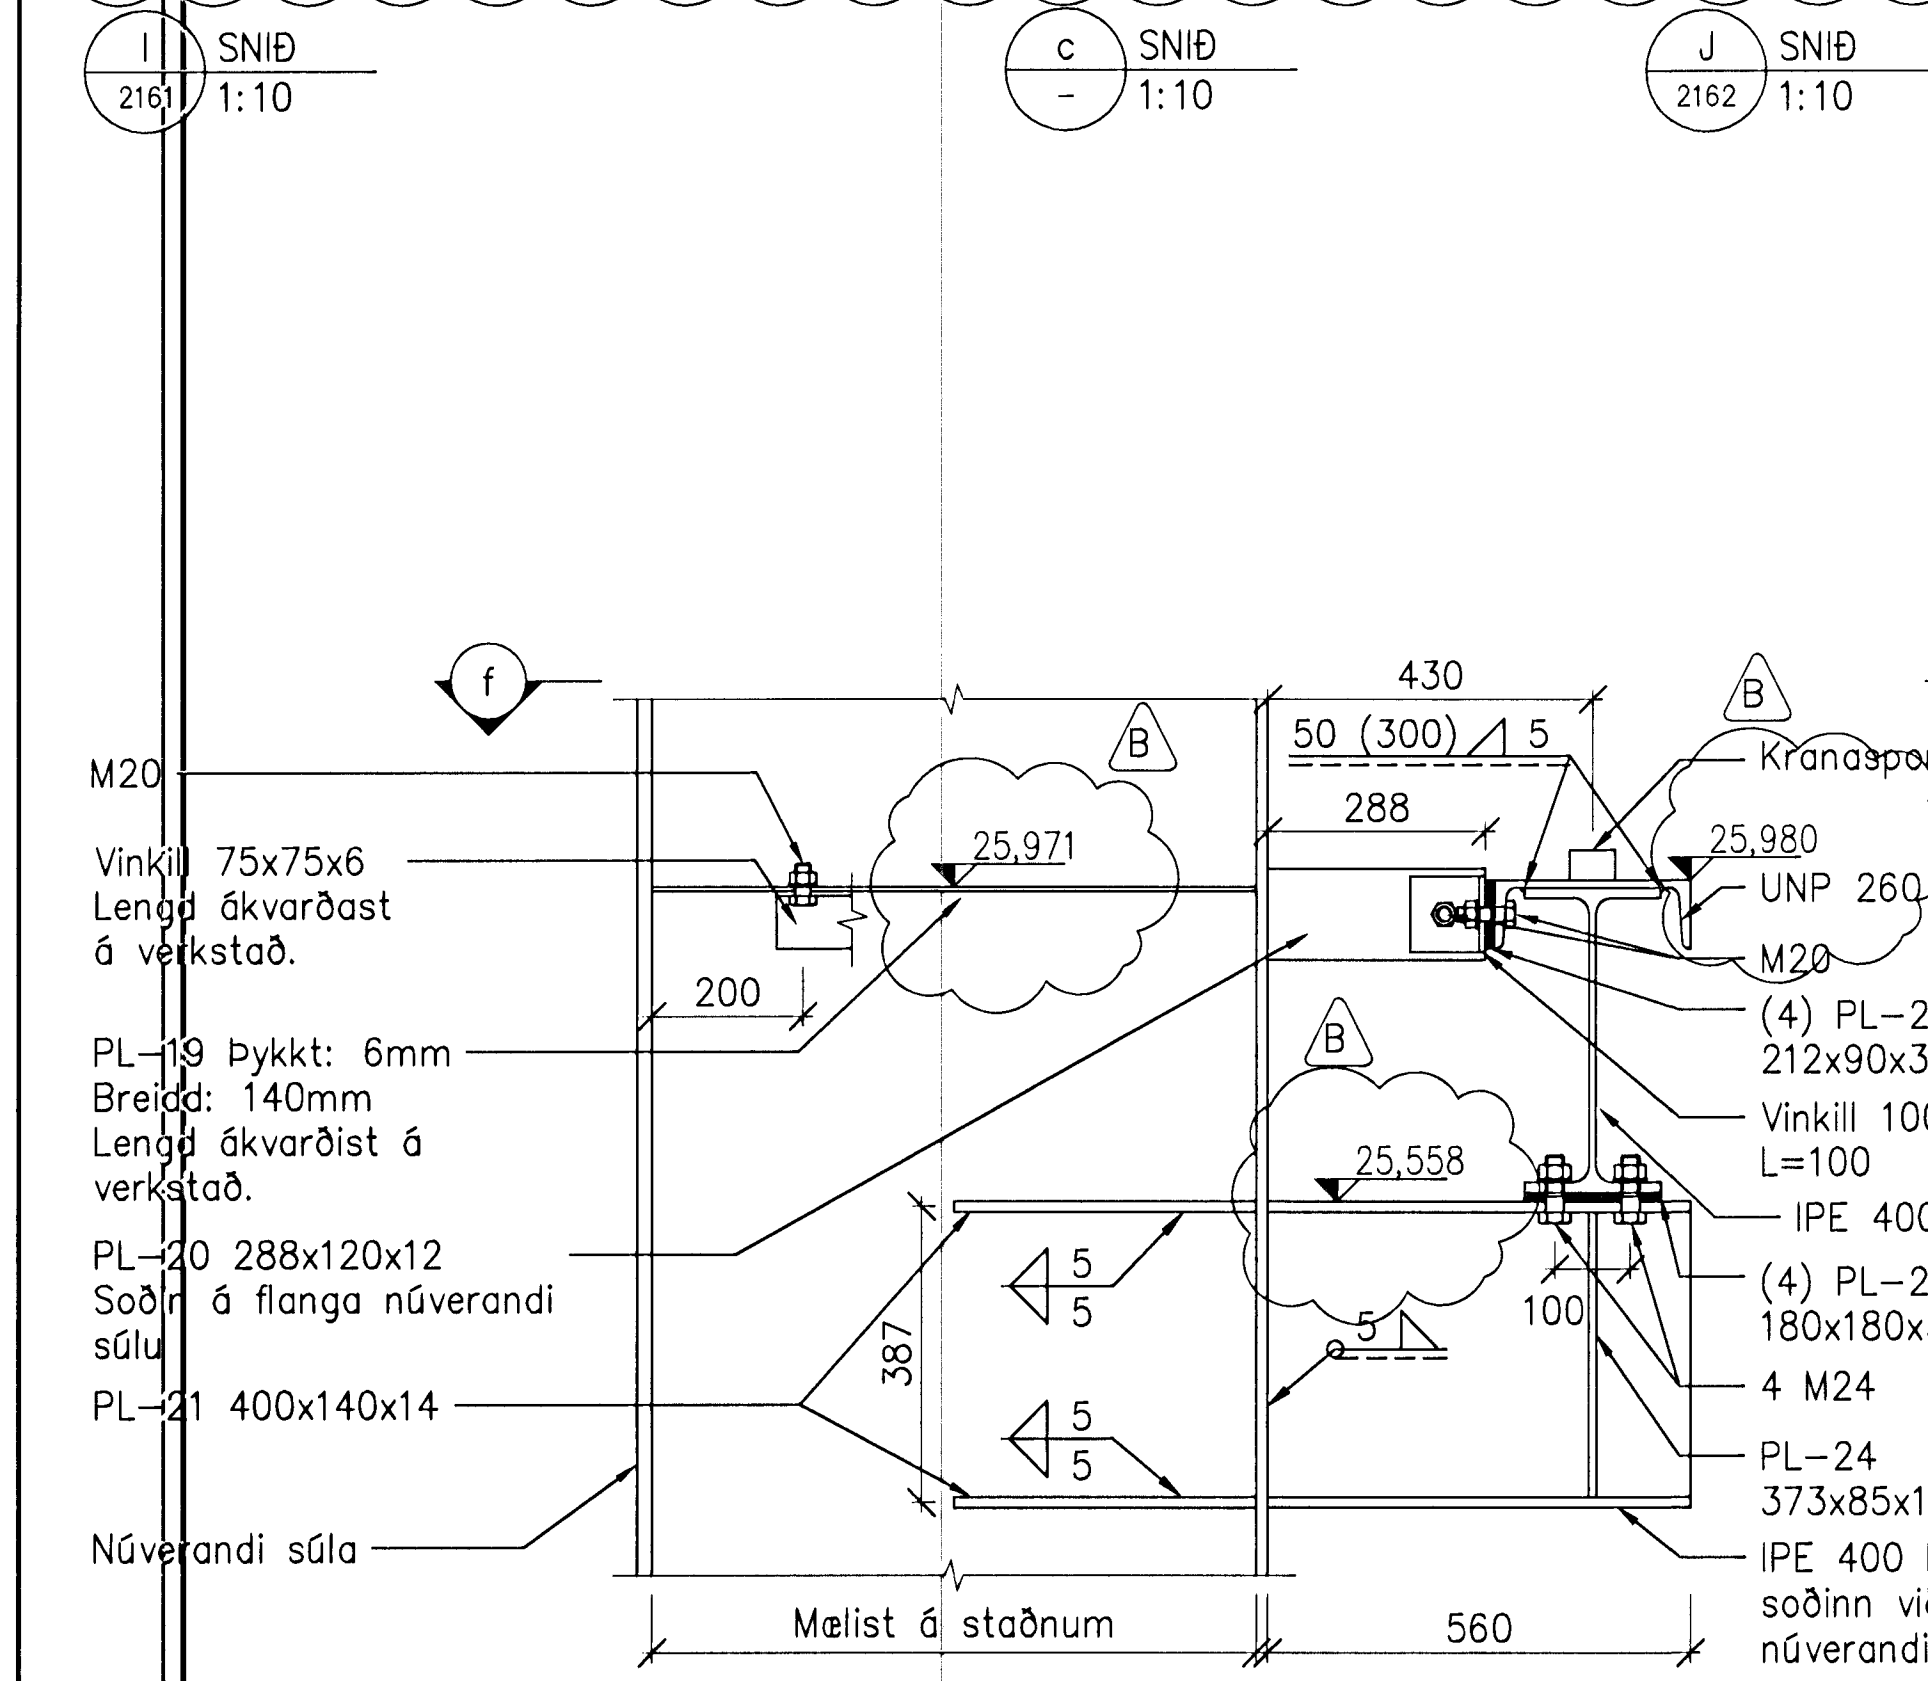 I SNIÐ
2161 1:10
c SNIÐ
- 1:10
J SNIÐ
2162 1:10
f
M20
Vinkill 75x75x6
Lengd ákvarðast
á verkstað.
PL-19 Þykkt: 6mm
Breidd: 140mm
Lengd ákvarðist á
verkstað.
PL-20 288x120x12
Soðin á flanga núverandi
súlu
PL-21 400x140x14
Núverandi súla
B
25,971
200
387
5
5
5
5
Mælist á staðnum
430
50 (300) 5
288
B
25,558
5
100
560
B
25,980
UNP 260
M20
(4) PL-2
212x90x3
Vinkill 100
L=100
IPE 400
(4) PL-2
180x180x
4 M24
PL-24
373x85x1
IPE 400
soðinn
núverandi